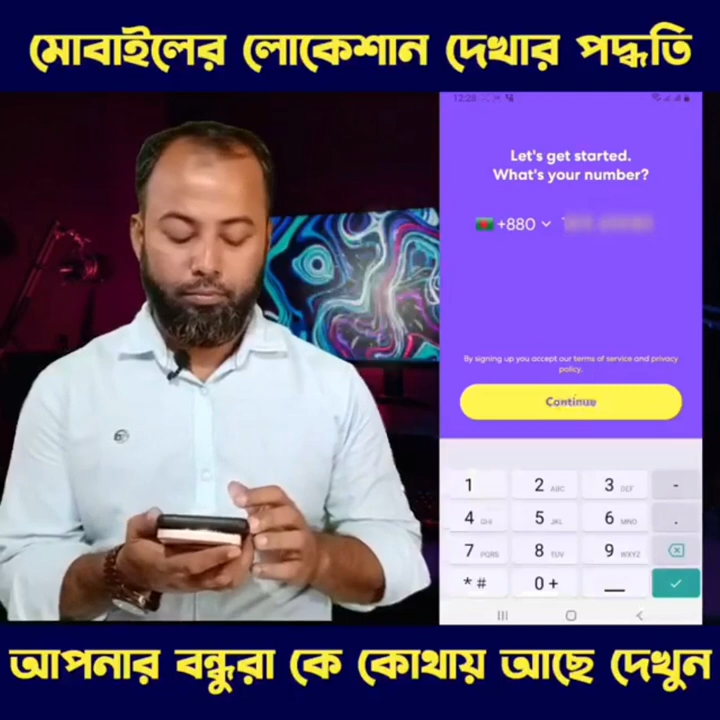 মোবাইলের লোকেশান দেখার পদ্ধতি
12:28
Let's get started.
What's your number?
+880
By signing up you accept our terms of service and privacy
policy.
Continue
1 2 ABC 3 DEF -
4 GHI 5 JKL 6 MNO .
7 PQRS 8 TUV 9 WXYZ
* # 0 +
আপনার বন্ধুরা কে কোথায় আছে দেখুন